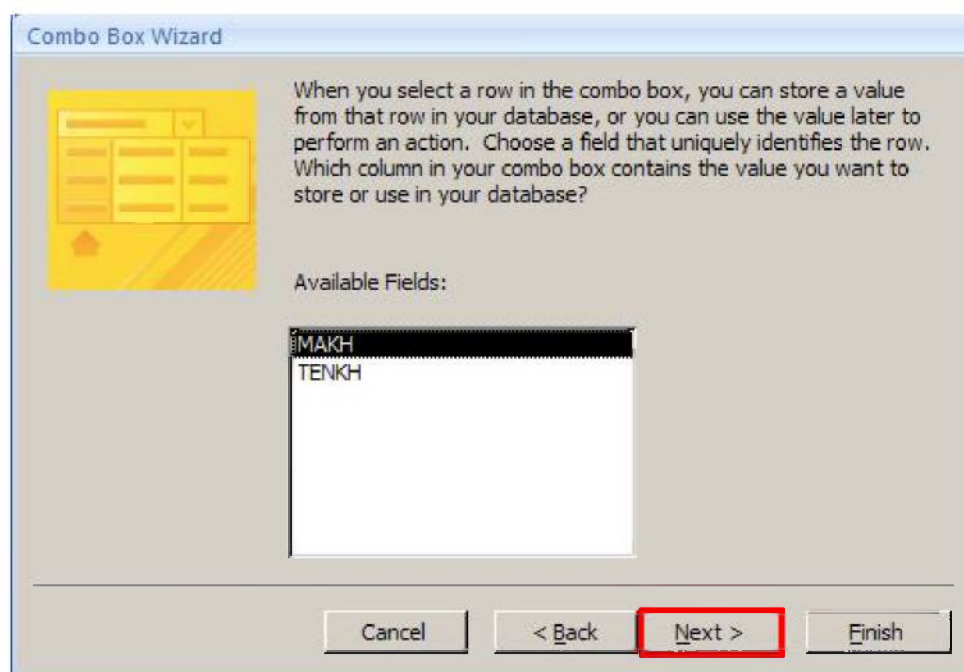 Combo Box Wizard
When you select a row in the combo box, you can store a value
from that row in your database, or you can use the value later to
perform an action.  Choose a field that uniquely identifies the row.
Which column in your combo box contains the value you want to
store or use in your database?
Available Fields:
MAKH
TENKH
Cancel
< Back
Next >
Finish